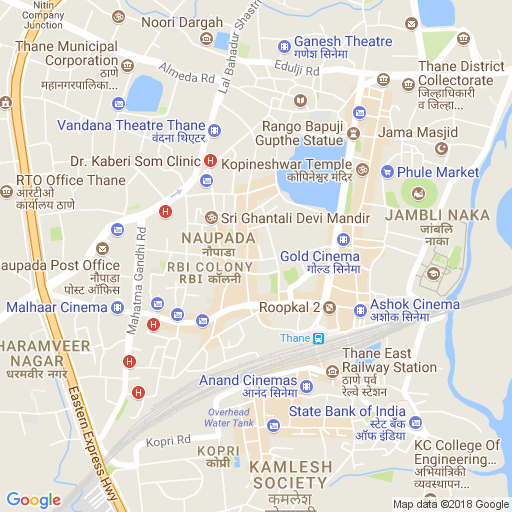 Nitin
Company
Junction
Noori Dargah
Lal Bahadur Shastr
Ganesh Theatre
गणेश सिनेमा
Thane Municipal
Corporation
ठाणे
महानगरपालिका...
Almeda Rd
Edulji Rd
Thane District
Collectorate
जिल्हाधिकारी
व जिल्हा...
Vandana Theatre Thane
वंदना थिएटर
Rango Bapuji
Gupthe Statue
Jama Masjid
Dr. Kaberi Som Clinic
Kopineshwar Temple
कोपिनेश्वर मंदिर
Phule Market
RTO Office Thane
आरटीओ
कार्यालय ठाणे
Sri Ghantali Devi Mandir
JAMBLI NAKA
जांबलि
नाका
NAUPADA
नौपाडा
Mahatma Gandhi Rd
Gold Cinema
गोल्ड सिनेमा
aupada Post Office
नौपाडा
पोस्ट ऑफिस
RBI COLONY
RBI कॉलनी
Malhaar Cinema
Roopkal 2
Ashok Cinema
अशोक सिनेमा
Thane
HARAMVEER
NAGAR
धरमवीर नगर
Thane East
Railway Station
ठाणे पूर्व
रेल्वे स्टेशन
Anand Cinemas
आनंद सिनेमा
Eastern Express Hwy
Overhead
Water Tank
State Bank of India
स्टेट बँक
ऑफ इंडिया
Kopri Rd
KOPRI
कोप्री
KC College Of
Engineering...
अभियांत्रिकी
व्यवस्थापन...
KAMLESH
SOCIETY
कमलेश
Google
Map data ©2018 Google